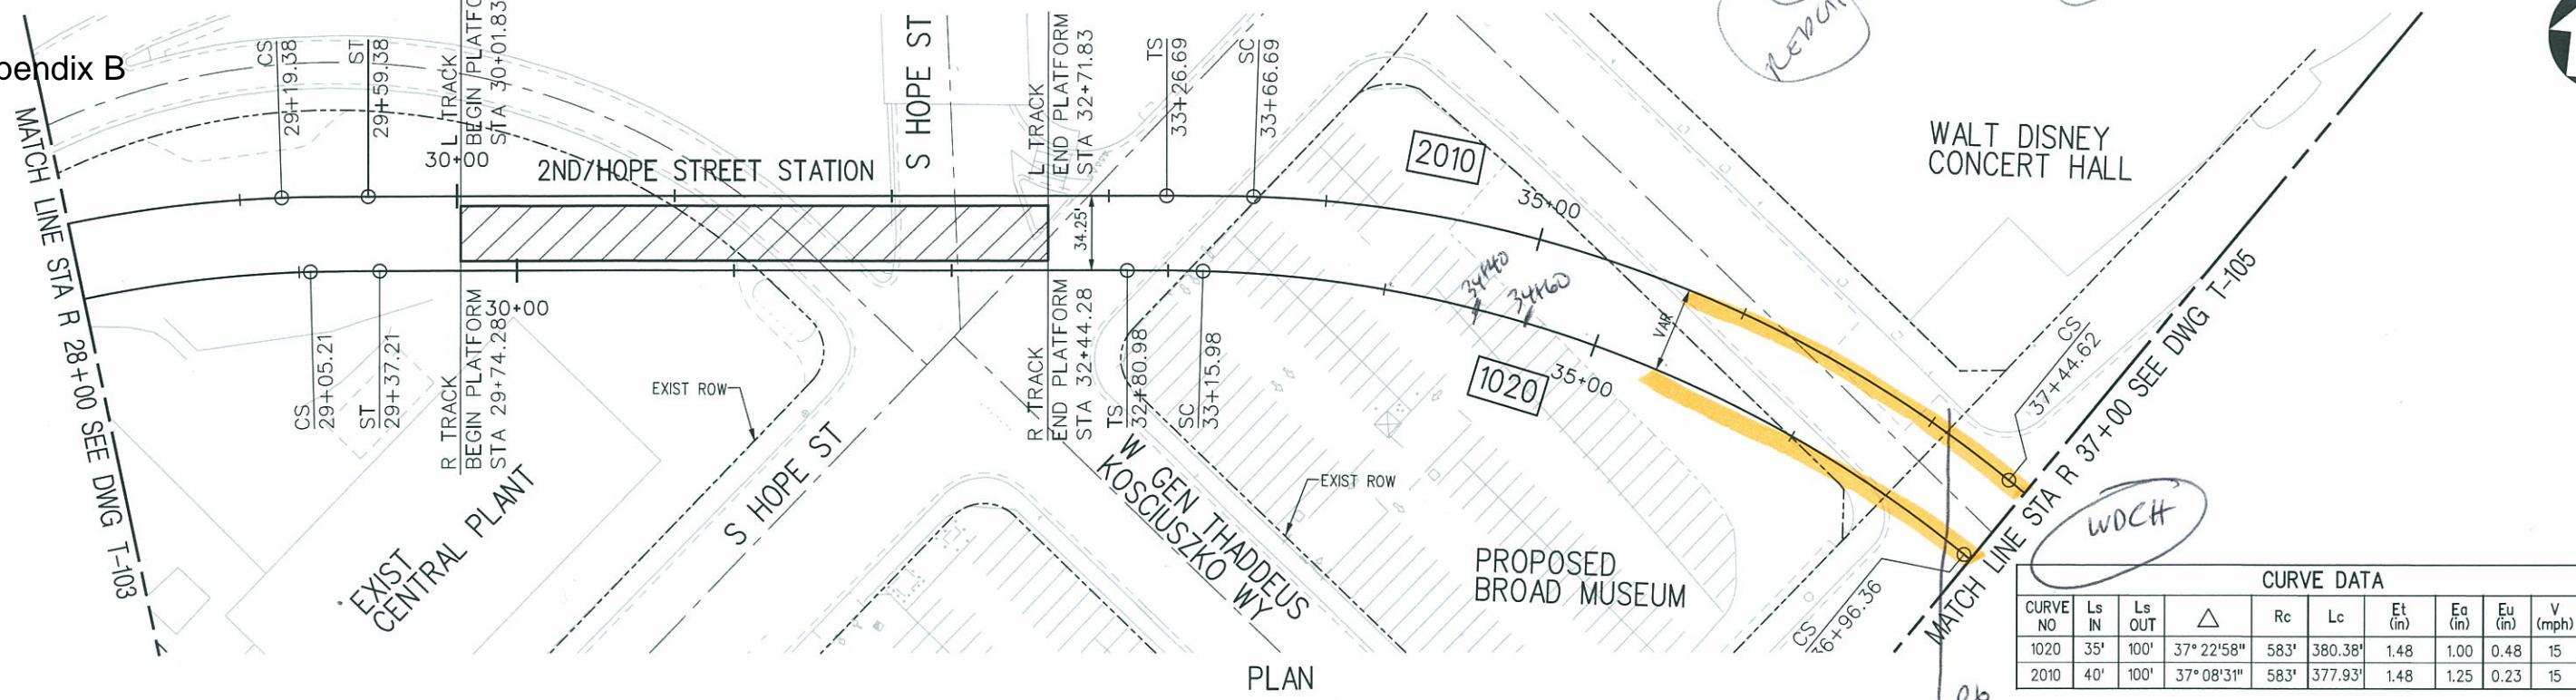 pendix B
MATCH LINE STA R 28+00 SEE DWG T-103
CS
29+19.38
ST
29+59.38
L TRACK
BEGIN PLATFO
STA 30+01.83
30+00
2ND/HOPE STREET STATION
S HOPE ST
L TRACK
END PLATFORM
STA 32+71.83
34.25'
TS
33+26.69
SC
33+66.69
2010
35+00
REDCAT
WALT DISNEY
CONCERT HALL
CS
29+05.21
ST
29+37.21
R TRACK
BEGIN PLATFORM
STA 29+74.28
30+00
EXIST ROW
R TRACK
END PLATFORM
STA 32+44.28
TS
32+80.98
SC
33+15.98
34+40
34+60
VAR
1020
35+00
EXIST
CENTRAL PLANT
S HOPE ST
W GEN THADDEUS
KOSCIUSZKO WY
EXIST ROW
PROPOSED
BROAD MUSEUM
CS
36+96.36
CS
37+44.62
MATCH LINE STA R 37+00 SEE DWG T-105
WDCH
PLAN
CURVE DATA
CURVE NO Ls IN Ls OUT △ Rc Lc Et (in) Ea (in) Eu (in) V (mph)
1020 35' 100' 37° 22'58" 583' 380.38' 1.48 1.00 0.48 15
2010 40' 100' 37° 08'31" 583' 377.93' 1.48 1.25 0.23 15